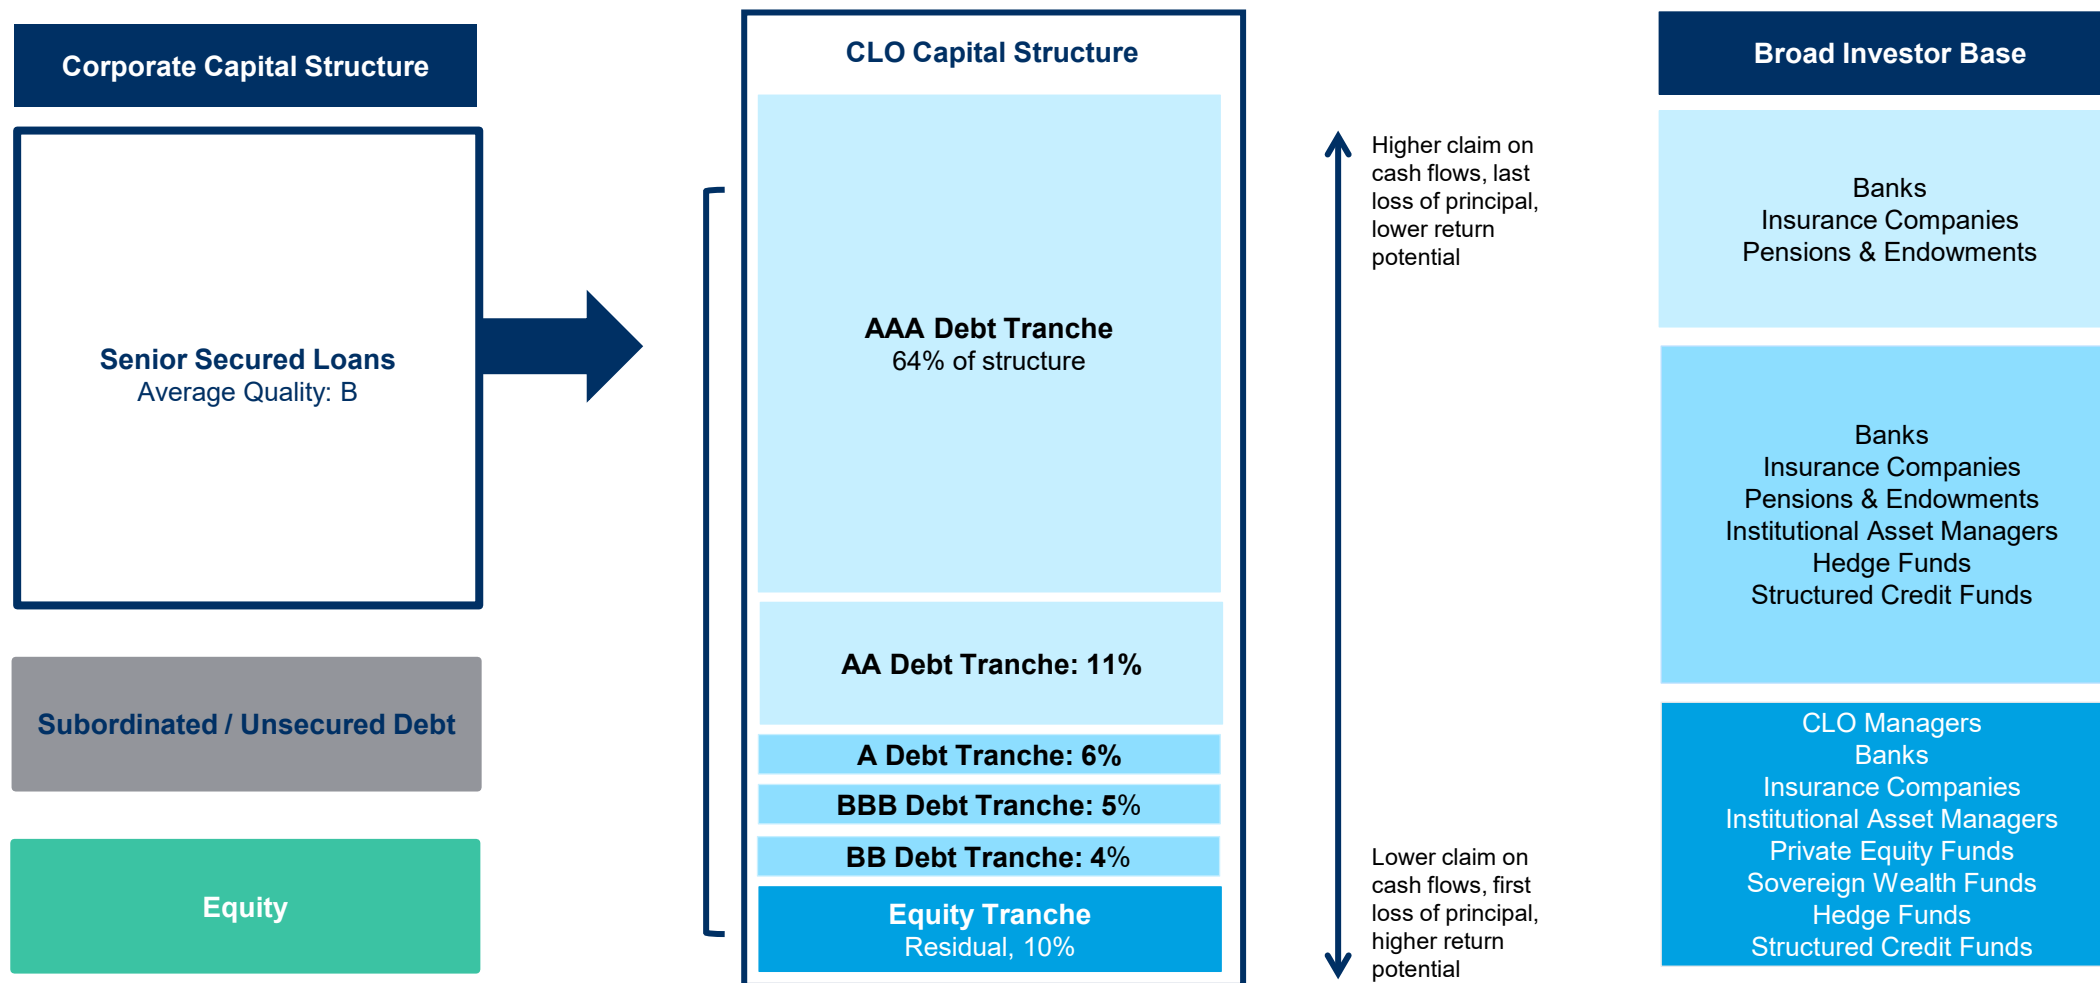 Corporate Capital Structure
Senior Secured Loans
Average Quality: B
Subordinated / Unsecured Debt
Equity
CLO Capital Structure
AAA Debt Tranche
64% of structure
AA Debt Tranche: 11%
A Debt Tranche: 6%
BBB Debt Tranche: 5%
BB Debt Tranche: 4%
Equity Tranche
Residual, 10%
Higher claim on
cash flows, last
loss of principal,
lower return
potential
Lower claim on
cash flows, first
loss of principal,
higher return
potential
Broad Investor Base
Banks
Insurance Companies
Pensions & Endowments
Banks
Insurance Companies
Pensions & Endowments
Institutional Asset Managers
Hedge Funds
Structured Credit Funds
CLO Managers
Banks
Insurance Companies
Institutional Asset Managers
Private Equity Funds
Sovereign Wealth Funds
Hedge Funds
Structured Credit Funds